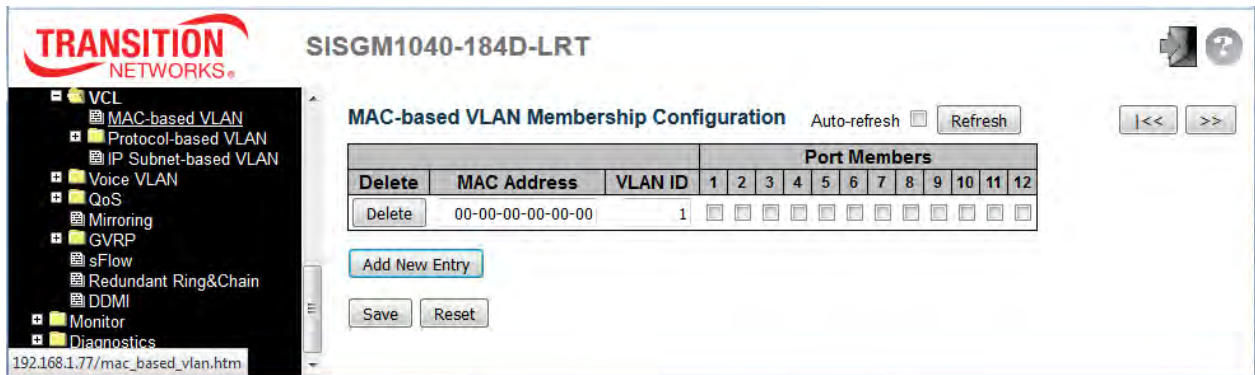 TRANSITION
NETWORKS®
SISGM1040-184D-LRT
?
VCL
MAC-based VLAN
Protocol-based VLAN
IP Subnet-based VLAN
Voice VLAN
QoS
Mirroring
GVRP
sFlow
Redundant Ring&Chain
DDMI
Monitor
Diagnostics
192.168.1.77/mac_based_vlan.htm
MAC-based VLAN Membership Configuration Auto-refresh Refresh |<< >>
Port Members
Delete MAC Address VLAN ID 1 2 3 4 5 6 7 8 9 10 11 12
Delete 00-00-00-00-00-00 1
Add New Entry
Save Reset